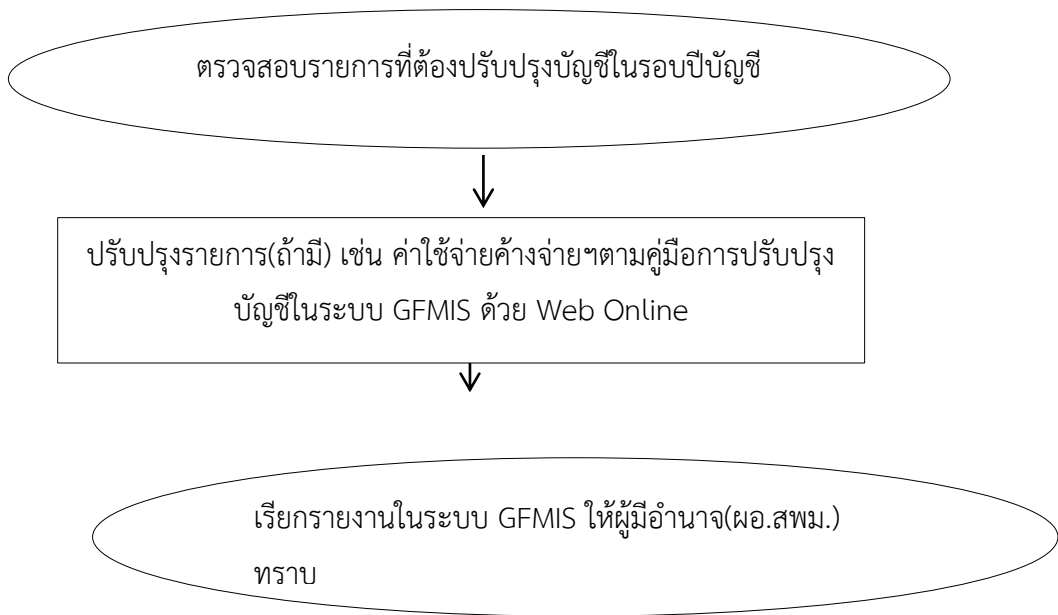 ตรวจสอบรายการที่ต้องปรับปรุงบัญชีในรอบปีบัญชี
ปรับปรุงรายการ(ถ้ามี) เช่น ค่าใช้จ่ายค้างจ่ายฯตามคู่มือการปรับปรุง
บัญชีในระบบ GFMIS ด้วย Web Online
เรียกรายงานในระบบ GFMIS ให้ผู้มีอำนาจ(ผอ.สพม.)
ทราบ